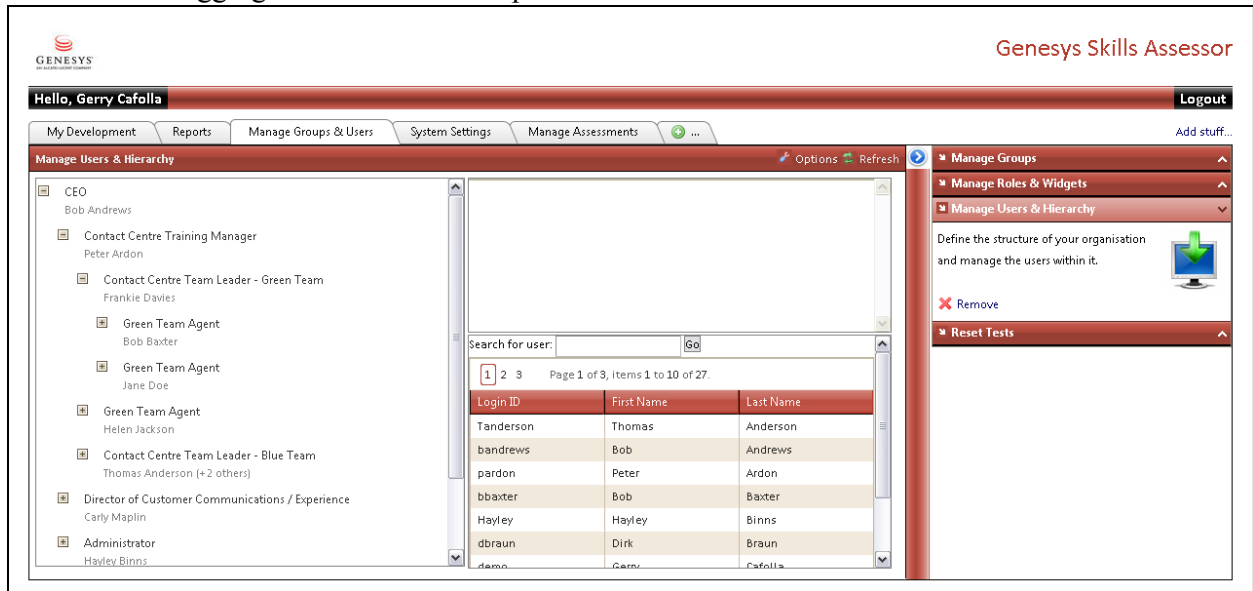 GENESYS
AN ALCATEL-LUCENT COMPANY
Genesys Skills Assessor
Hello, Gerry Cafolla
Logout
My Development Reports Manage Groups & Users System Settings Manage Assessments ...
Add stuff...
Manage Users & Hierarchy
Options Refresh
CEO
Bob Andrews
Contact Centre Training Manager
Peter Ardon
Contact Centre Team Leader - Green Team
Frankie Davies
Green Team Agent
Bob Baxter
Green Team Agent
Jane Doe
Green Team Agent
Helen Jackson
Contact Centre Team Leader - Blue Team
Thomas Anderson (+2 others)
Director of Customer Communications / Experience
Carly Maplin
Administrator
Hayley Binns
Search for user: Go
1 2 3 Page 1 of 3, items 1 to 10 of 27.
Login ID First Name Last Name
Tanderson Thomas Anderson
bandrews Bob Andrews
pardon Peter Ardon
bbaxter Bob Baxter
Hayley Hayley Binns
dbraun Dirk Braun
demo Gerry Cafolla
Manage Groups
Manage Roles & Widgets
Manage Users & Hierarchy
Define the structure of your organisation
and manage the users within it.
Remove
Reset Tests